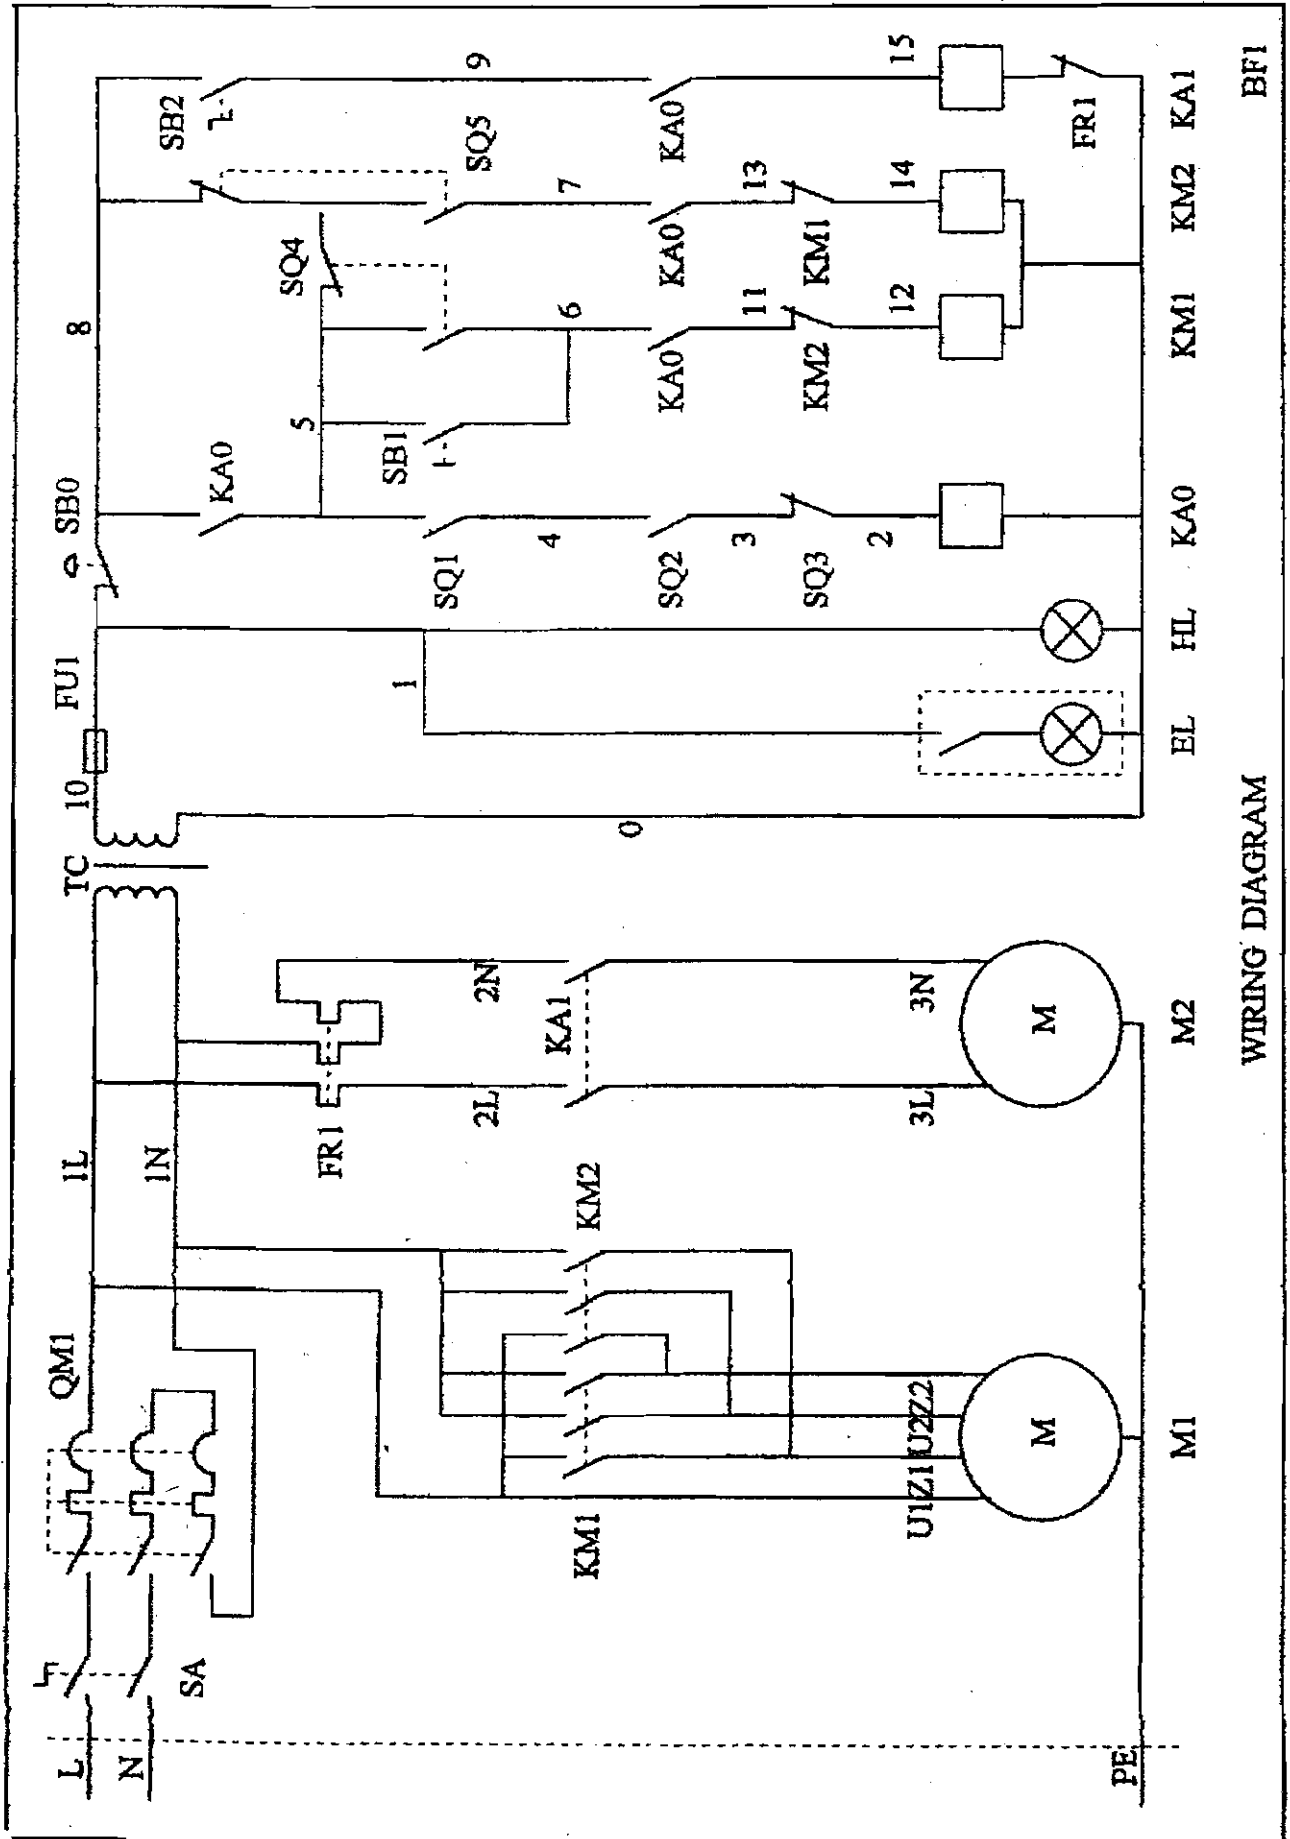 L
N
PE
SA
QM1
1L
1N
TC
10
FU1
SB0
8
KA0
5
SQ4
SB2
FR1
KM1
KM2
2L
2N
KA1
0
1
SQ1
4
SB1
6
SQ5
7
9
SQ2
3
SQ3
2
KA0
11
KM2
12
KA0
13
KM1
14
KA0
15
FR1
U1Z1U2Z2
3L
3N
M
M
M1
M2
EL
HL
KA0
KM1
KM2
KA1
WIRING DIAGRAM
BF1